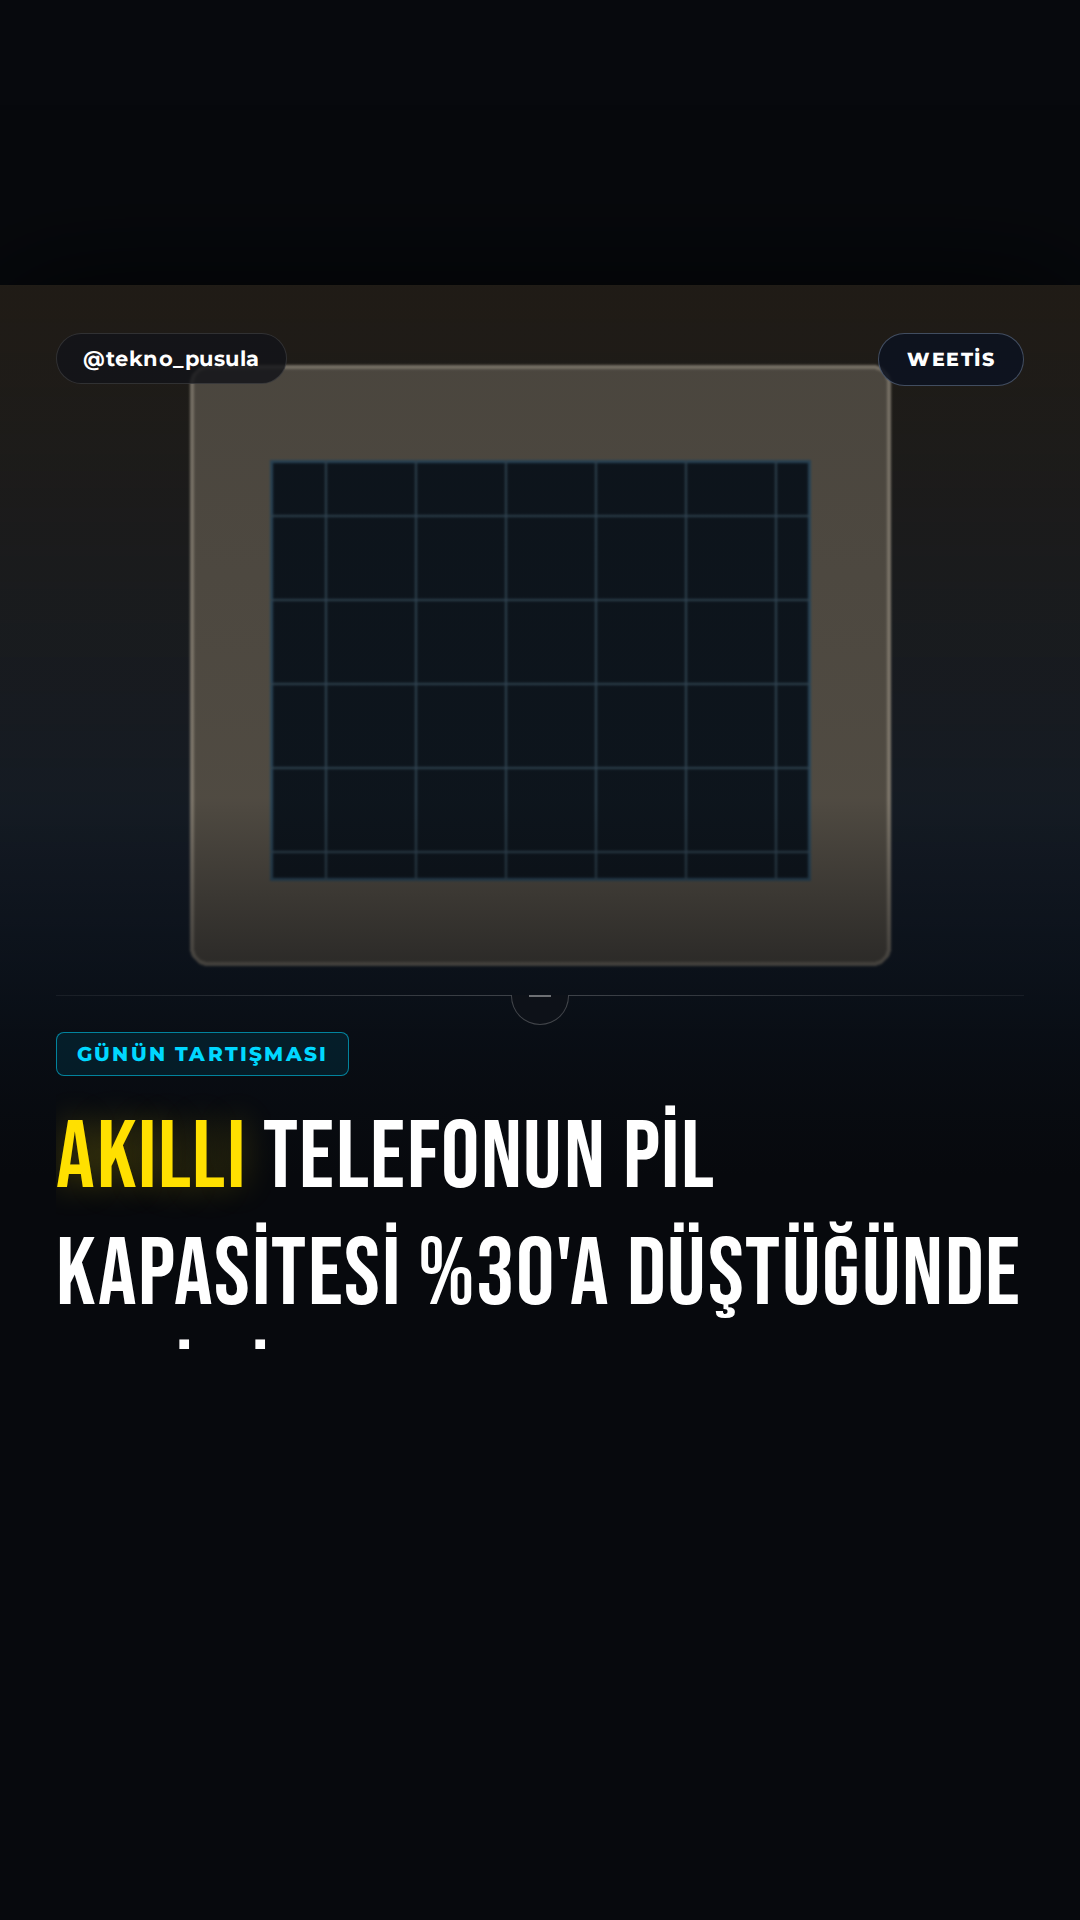 @tekno_pusula
WEETİS
GÜNÜN TARTIŞMASI
AKILLI TELEFONUN PİL
KAPASİTESİ %30'A DÜŞTÜĞÜNDE